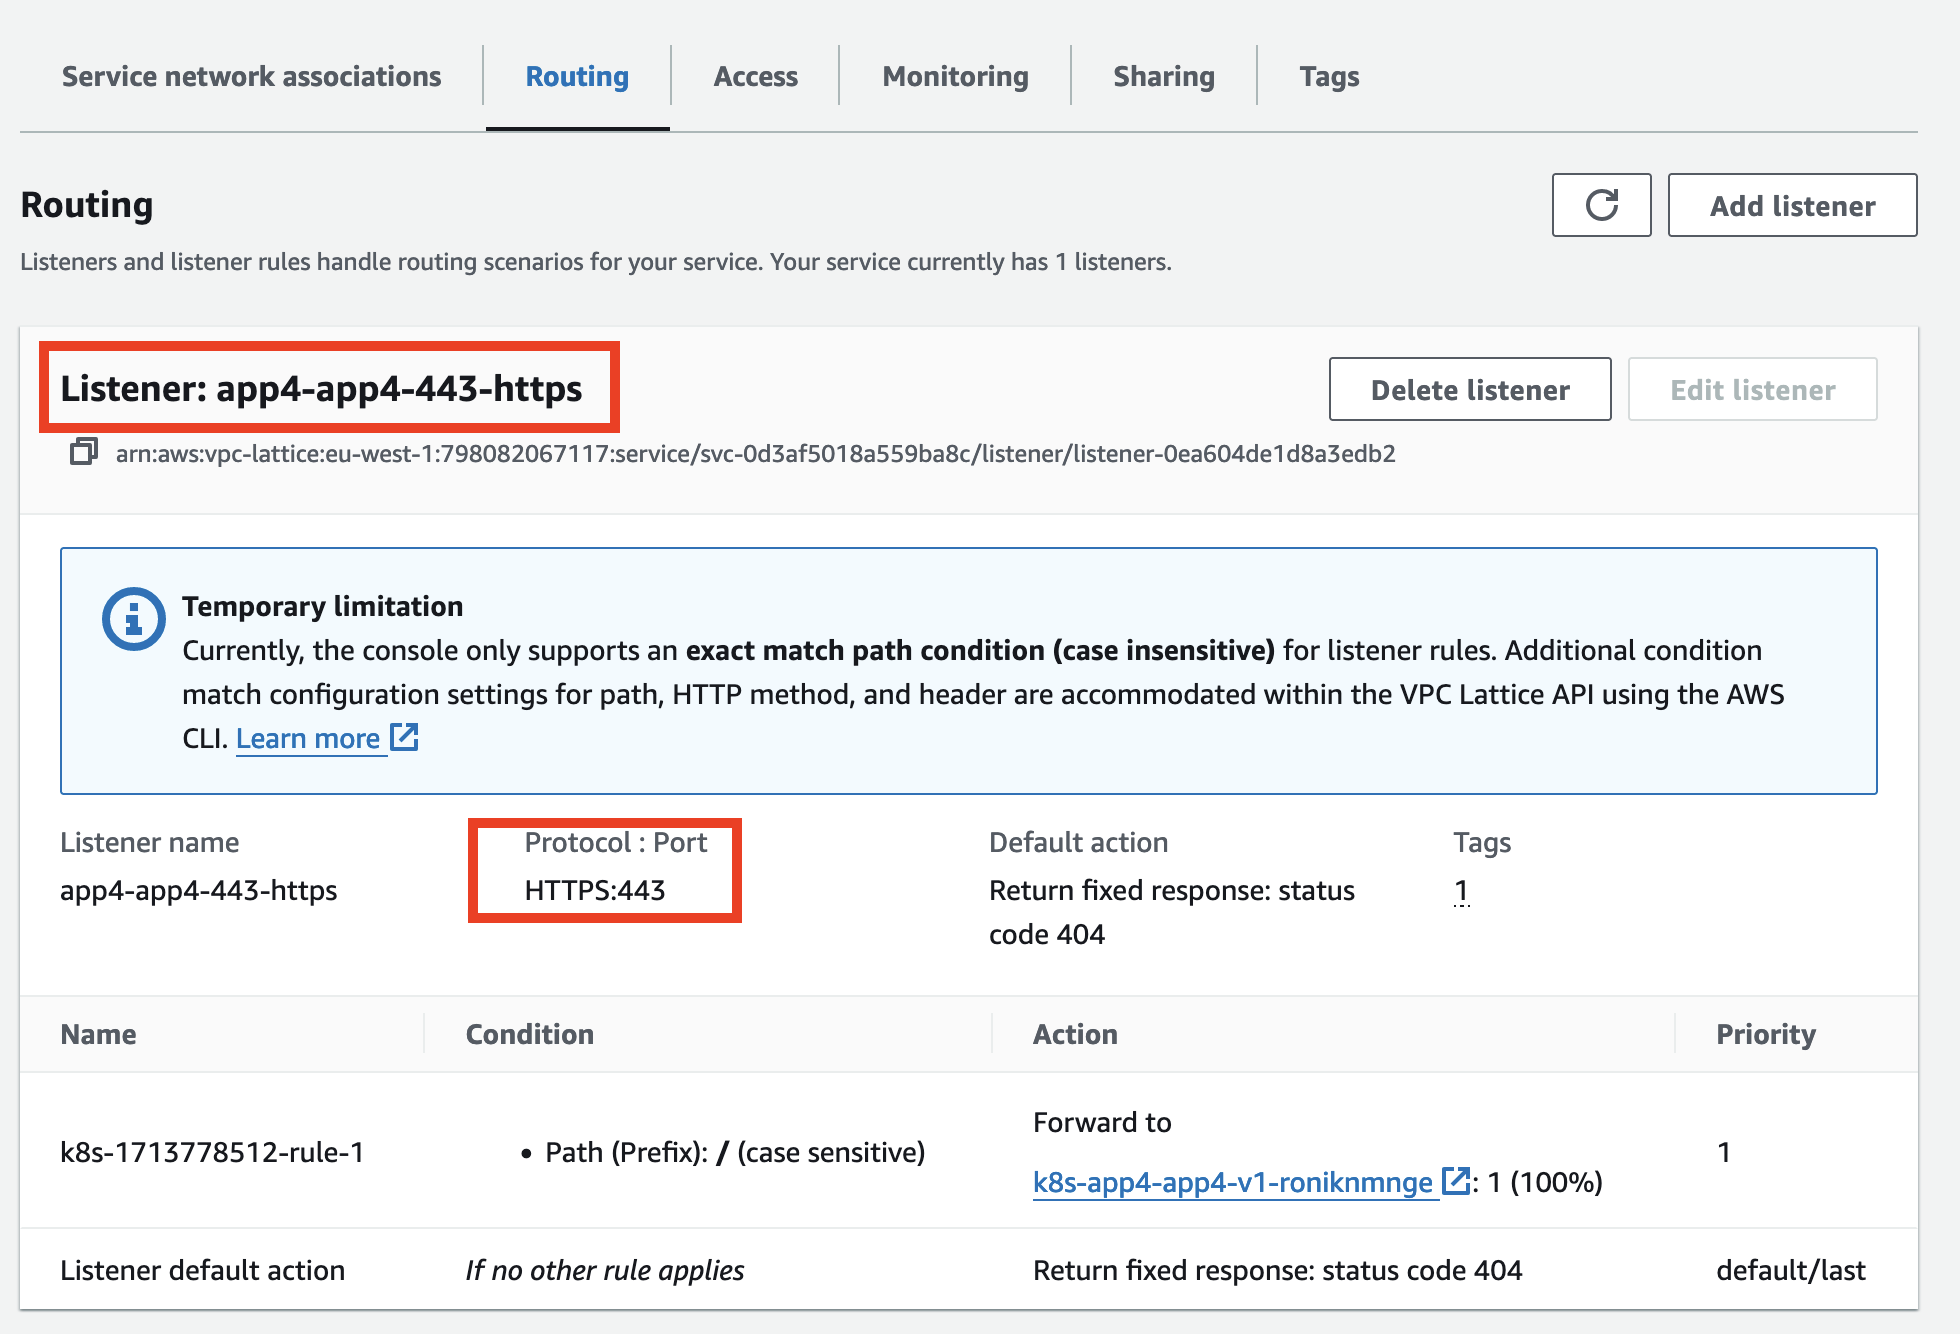 Service network associations
Routing
Access
Monitoring
Sharing
Tags
Routing
Add listener
Listeners and listener rules handle routing scenarios for your service. Your service currently has 1 listeners.
Listener: app4-app4-443-https
Delete listener
Edit listener
arn:aws:vpc-lattice:eu-west-1:798082067117:service/svc-0d3af5018a559ba8c/listener/listener-0ea604de1d8a3edb2
Temporary limitation
Currently, the console only supports an exact match path condition (case insensitive) for listener rules. Additional condition
match configuration settings for path, HTTP method, and header are accommodated within the VPC Lattice API using the AWS
CLI. Learn more
Listener name
app4-app4-443-https
Protocol : Port
HTTPS:443
Default action
Return fixed response: status
code 404
Tags
1
Name
Condition
Action
Priority
k8s-1713778512-rule-1
• Path (Prefix): / (case sensitive)
Forward to
k8s-app4-app4-v1-roniknmnge : 1 (100%)
1
Listener default action
If no other rule applies
Return fixed response: status code 404
default/last